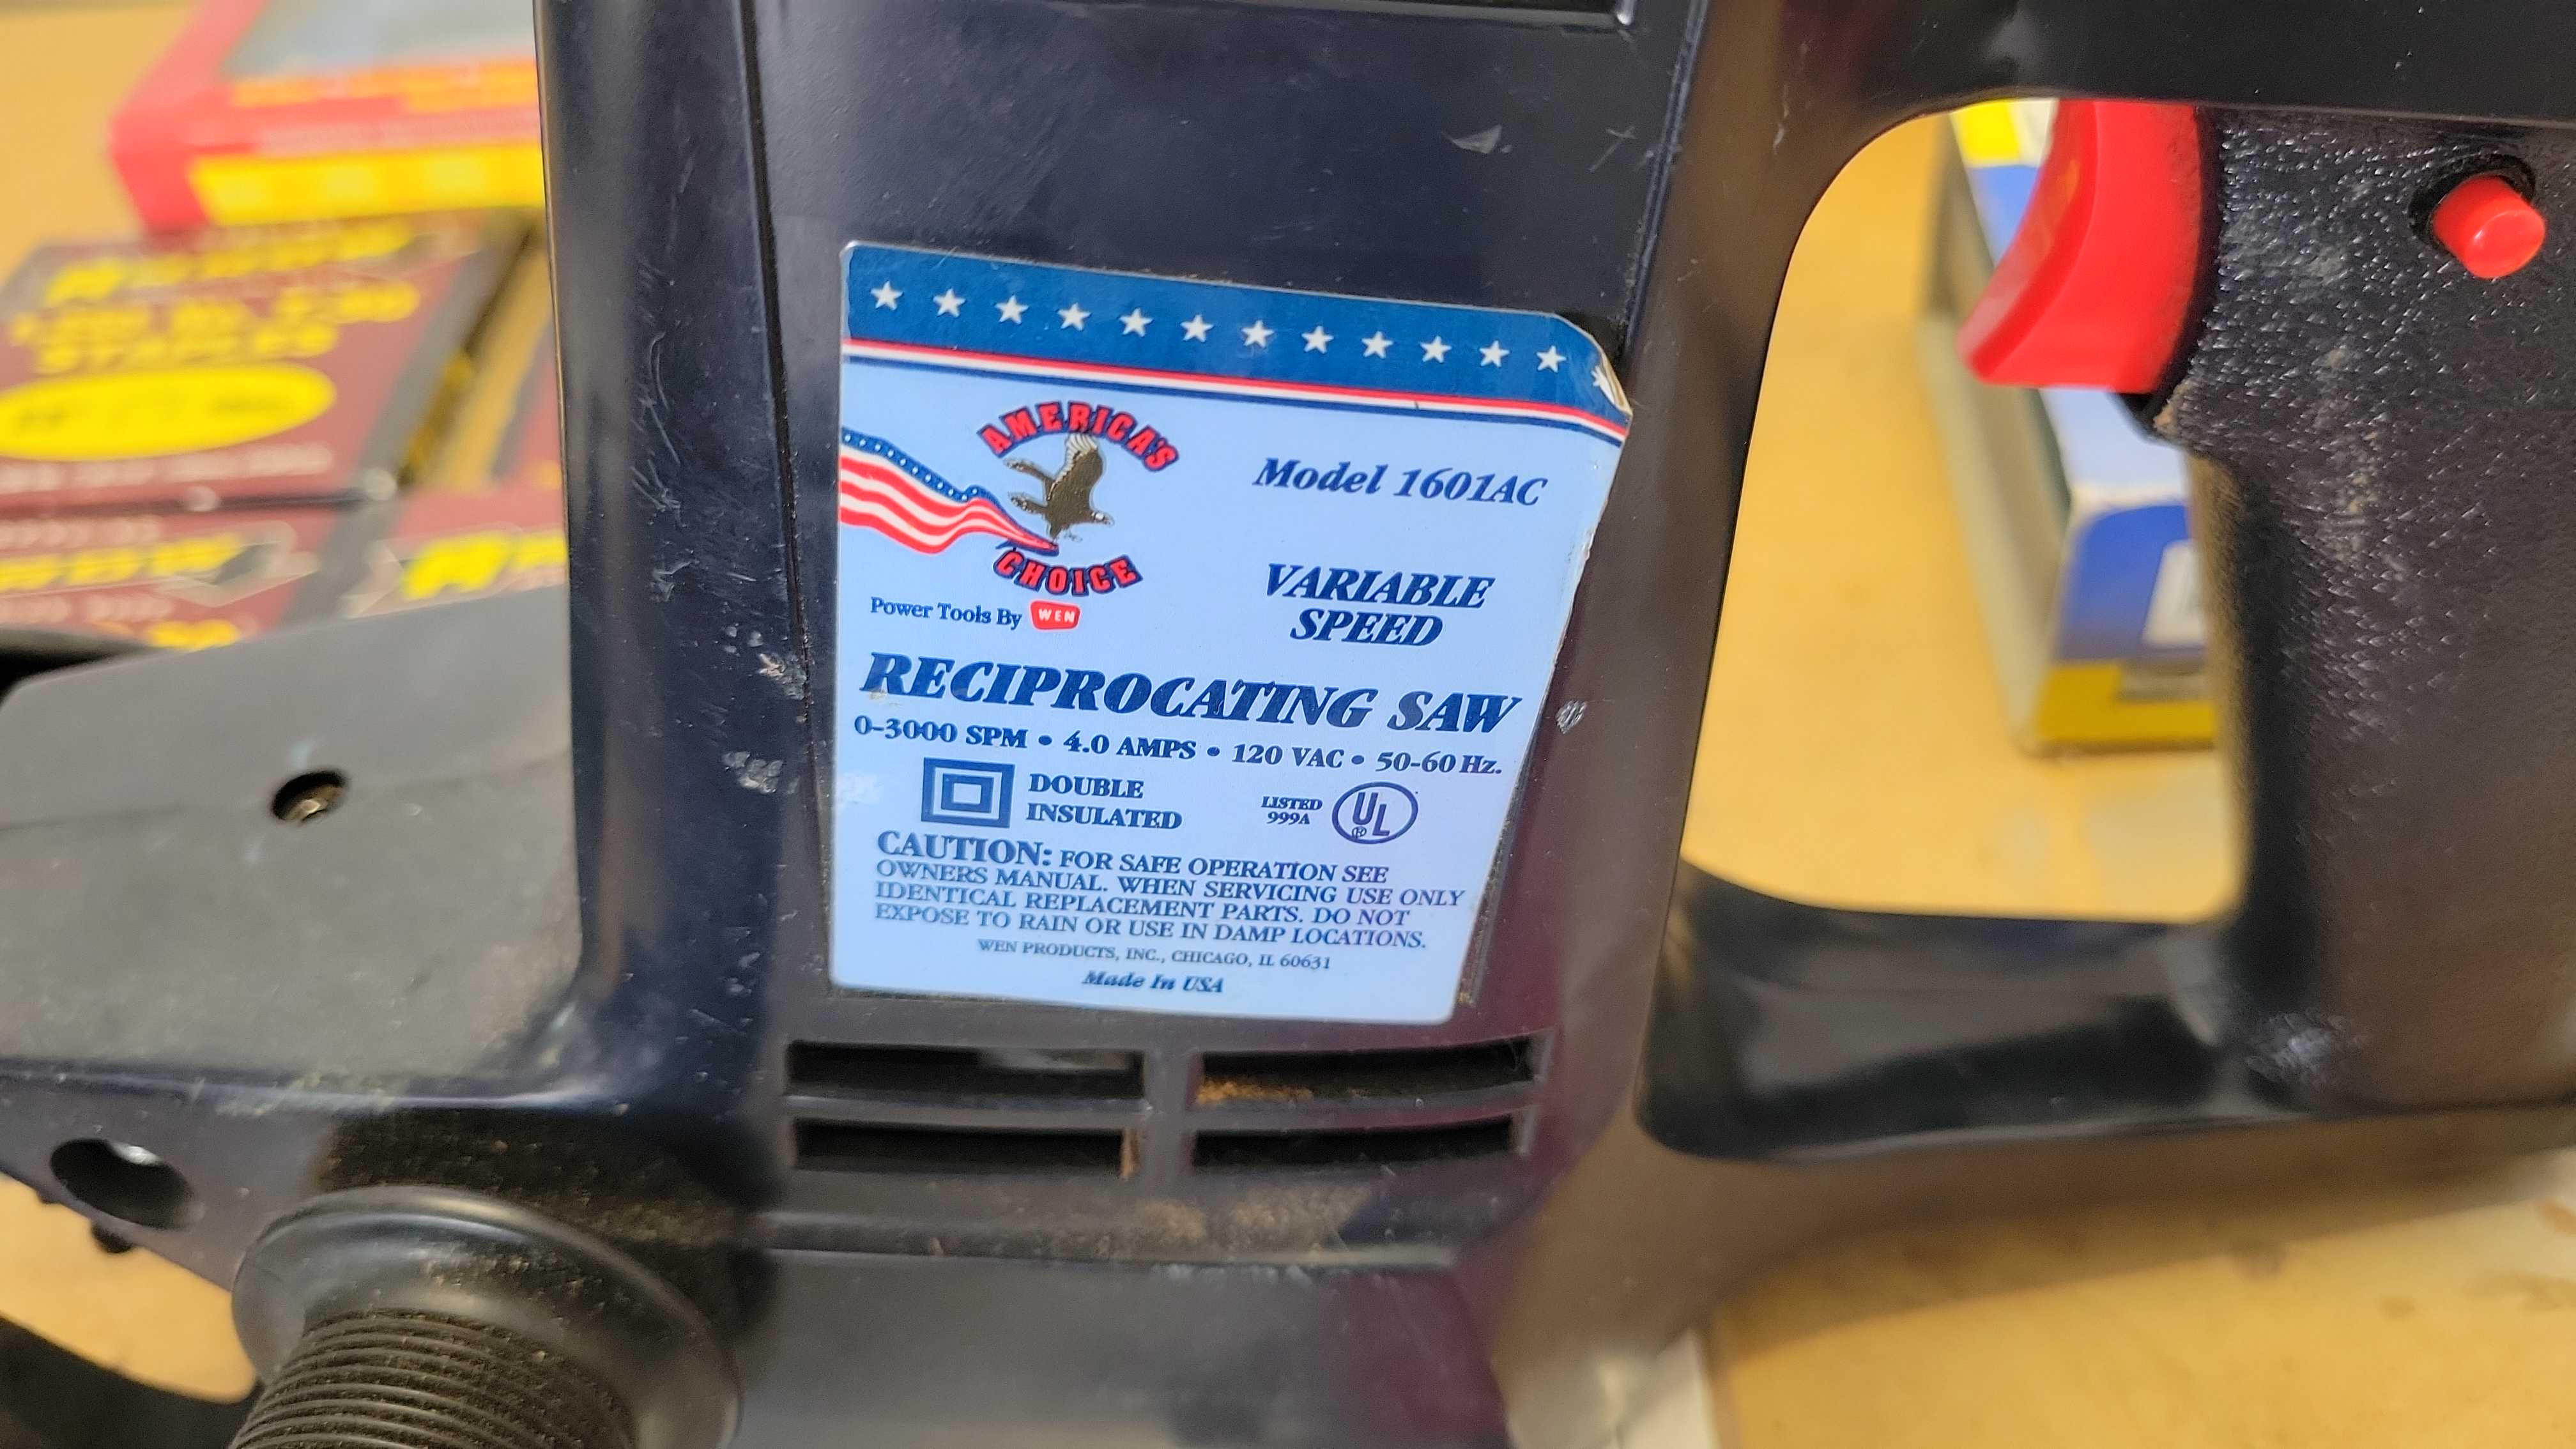 AMERICA'S
CHOICE
Power Tools By WEN
Model 1601AC
VARIABLE
SPEED
RECIPROCATING SAW
0-3000 SPM • 4.0 AMPS • 120 VAC • 50-60 Hz.
DOUBLE
INSULATED
LISTED
999A
UL
®
CAUTION: FOR SAFE OPERATION SEE
OWNERS MANUAL. WHEN SERVICING USE ONLY
IDENTICAL REPLACEMENT PARTS. DO NOT
EXPOSE TO RAIN OR USE IN DAMP LOCATIONS.
WEN PRODUCTS, INC., CHICAGO, IL 60631
Made In USA
STAPLES